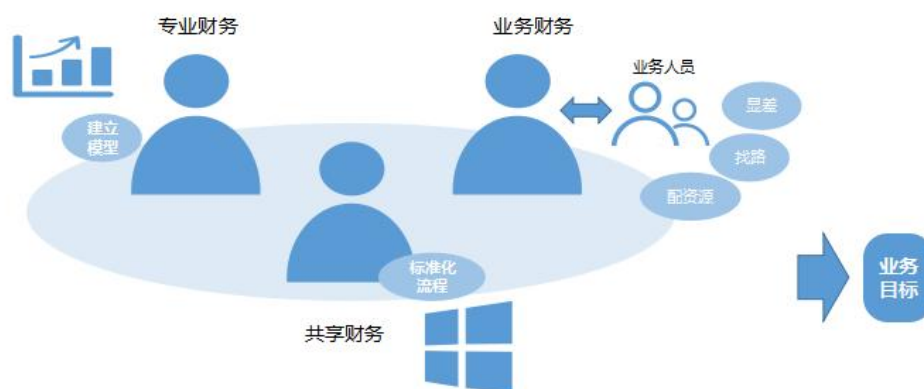 专业财务
业务财务
业务人员
显差
建立
模型
找路
配资源
标准化
流程
业务
目标
共享财务